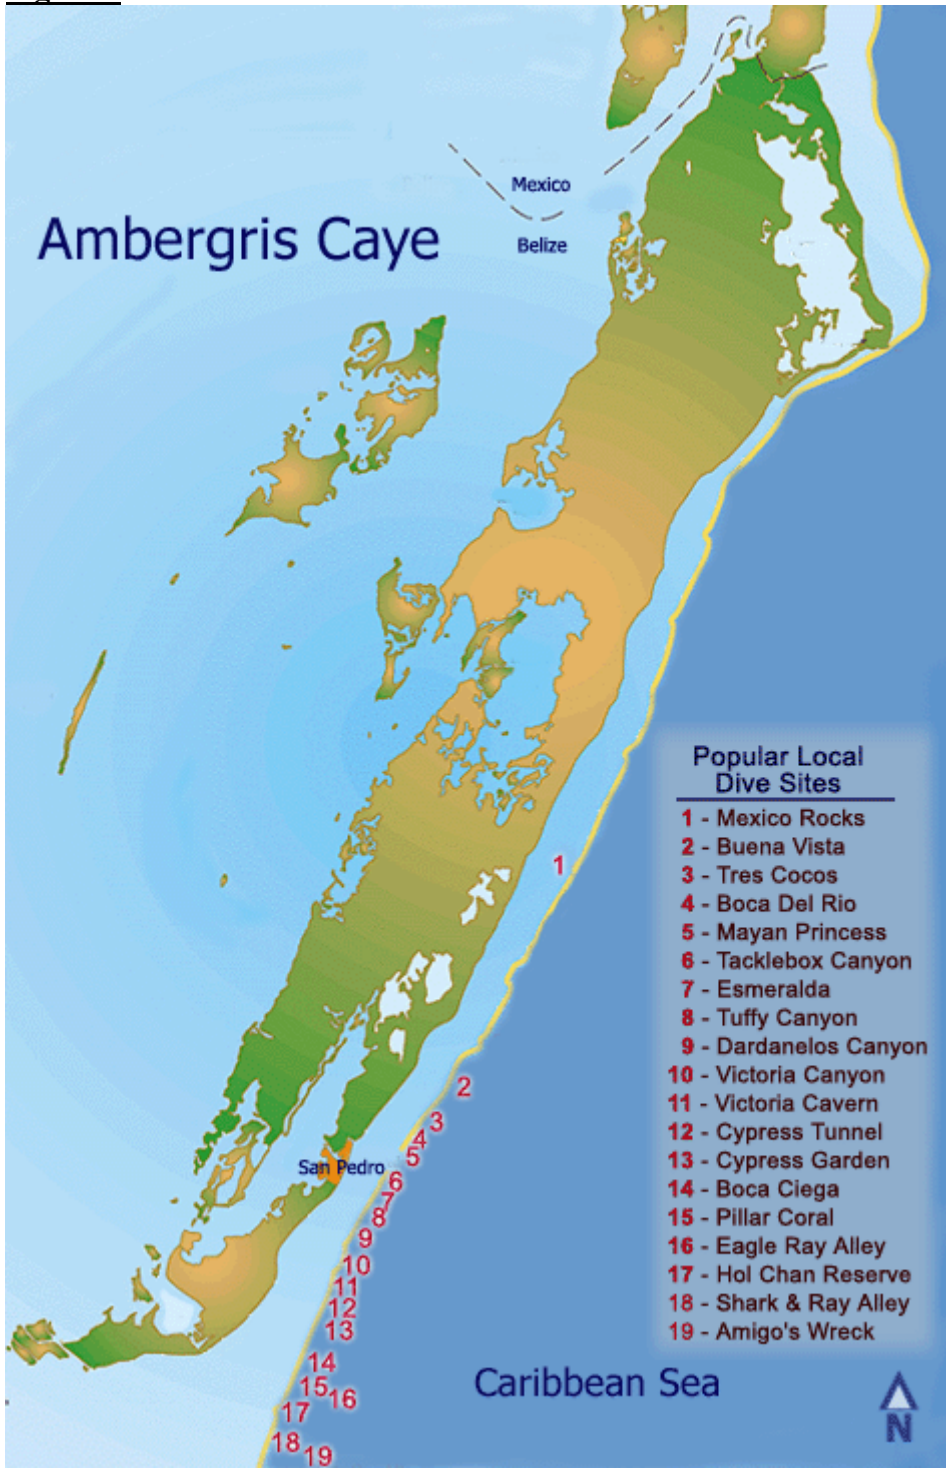 Mexico
Ambergris Caye
Belize
Popular Local
Dive Sites
1 - Mexico Rocks
2 - Buena Vista
3 - Tres Cocos
4 - Boca Del Rio
5 - Mayan Princess
6 - Tacklebox Canyon
7 - Esmeralda
8 - Tuffy Canyon
9 - Dardanelos Canyon
10 - Victoria Canyon
11 - Victoria Cavern
12 - Cypress Tunnel
13 - Cypress Garden
14 - Boca Ciega
15 - Pillar Coral
16 - Eagle Ray Alley
17 - Hol Chan Reserve
18 - Shark & Ray Alley
19 - Amigo's Wreck
1
2
3
4
5
San Pedro
6
7
8
9
10
11
12
13
14
15
16
17
18
19
Caribbean Sea
N